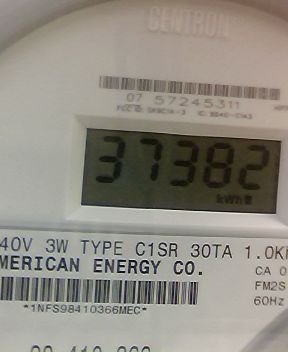 CENTRON
07 57245311
37382
kWh
40V 3W TYPE C1SR 30TA 1.0K
MERICAN ENERGY CO.
CA 0
FM2S
60Hz
*1NFS98410366MEC*